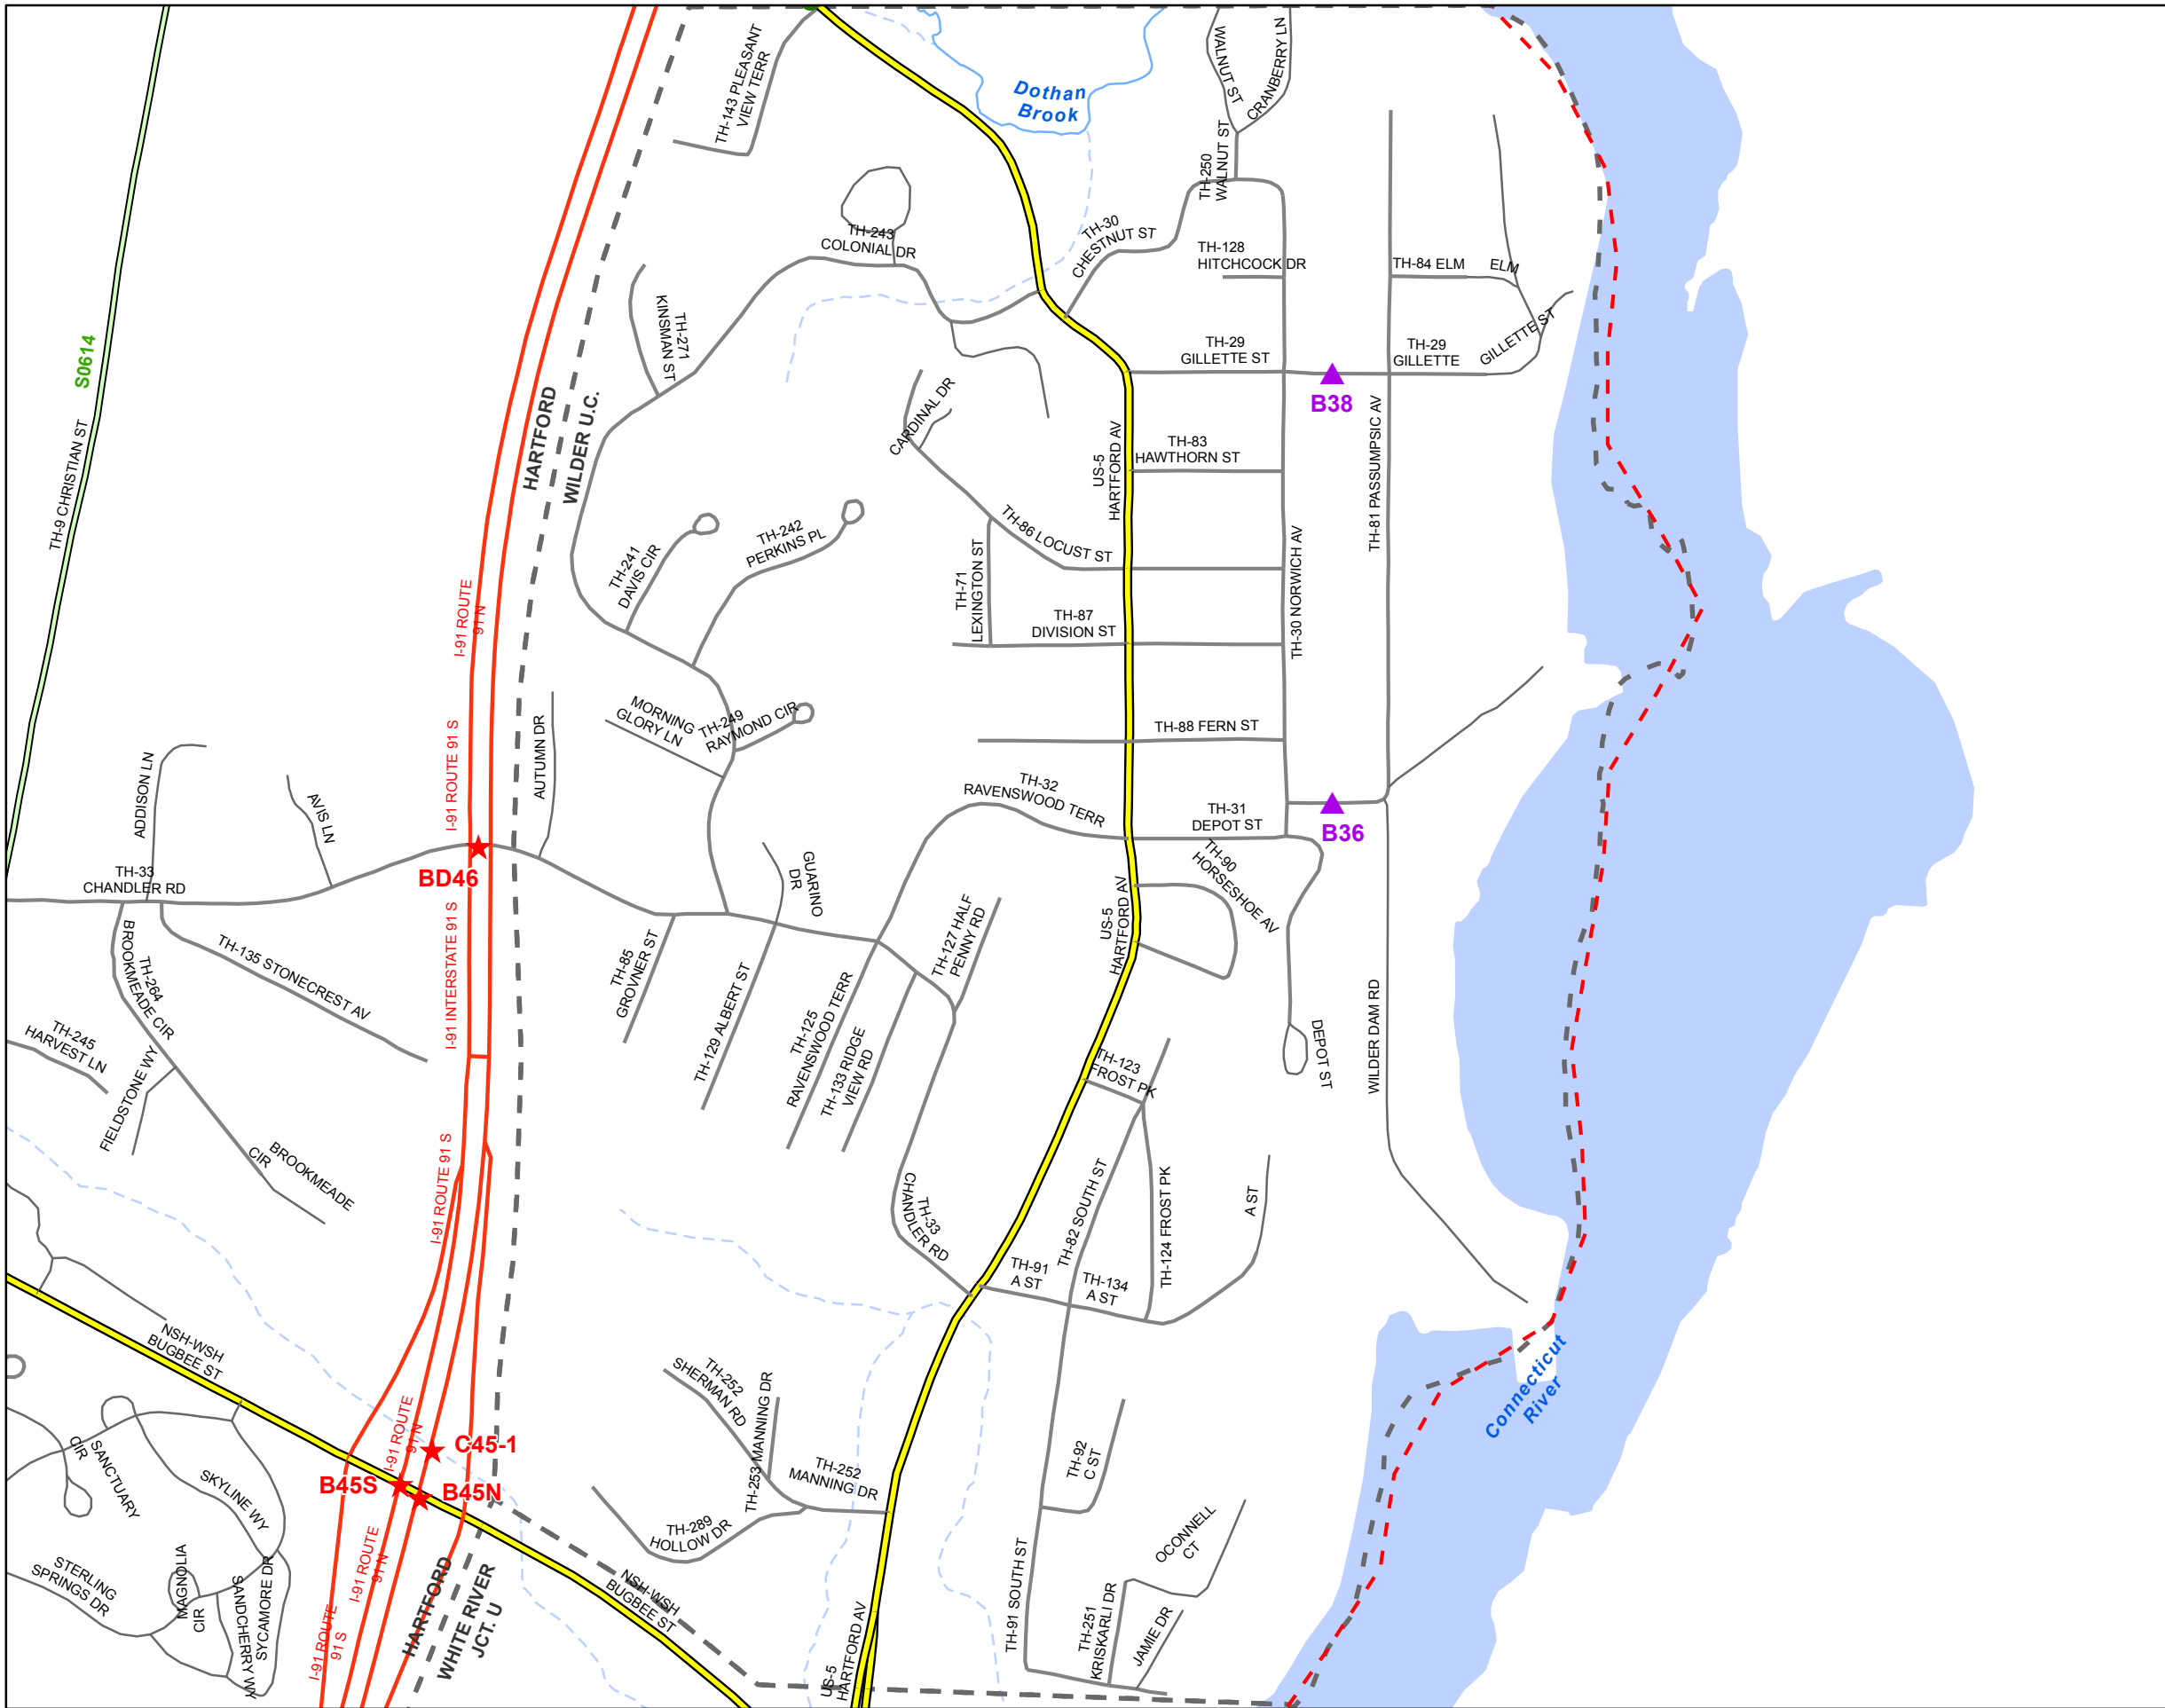 TH-143 PLEASANT
VIEW TERR
Dothan
Brook
WALNUT ST
CRANBERRY LN
TH-250
WALNUT ST
TH-30
CHESTNUT ST
TH-243
COLONIAL DR
TH-128
HITCHCOCK DR
TH-84 ELM
ELM
S0614
TH-271
KINSMAN ST
TH-29
GILLETTE ST
TH-29
GILLETTE
GILLETTE ST
B38
HARTFORD
WILDER U.C.
CARDINAL DR
TH-9 CHRISTIAN ST
US-5
HARTFORD AV
TH-83
HAWTHORN ST
TH-81 PASSUMPSIC AV
TH-86 LOCUST ST
TH-242
PERKINS PL
TH-241
DAVIS CIR
TH-71
LEXINGTON ST
TH-30 NORWICH AV
I-91 ROUTE
91 N
TH-87
DIVISION ST
MORNING
GLORY LN
TH-249
RAYMOND CIR
TH-88 FERN ST
AUTUMN DR
I-91 ROUTE 91 S
ADDISON LN
AVIS LN
TH-32
RAVENSWOOD TERR
TH-31
DEPOT ST
B36
TH-33
CHANDLER RD
BD46
GUARINO
DR
TH-90
HORSESHOE AV
US-5
HARTFORD AV
TH-127 HALF
PENNY RD
TH-264
BROOKMEADE CIR
TH-135 STONECREST AV
I-91 INTERSTATE 91 S
TH-85
GROVNER ST
TH-129 ALBERT ST
TH-125
RAVENSWOOD TERR
TH-133 RIDGE
VIEW RD
TH-245
HARVEST LN
FIELDSTONE WY
TH-123
FROST PK
DEPOT ST
WILDER DAM RD
BROOKMEADE
CIR
I-91 ROUTE 91 S
TH-33
CHANDLER RD
TH-82 SOUTH ST
TH-124 FROST PK
A ST
TH-91
A ST
TH-134
A ST
NSH-WSH
BUGBEE ST
TH-252
SHERMAN RD
TH-253 MANNING DR
TH-252
MANNING DR
Connecticut
River
I-91 ROUTE
91 N
C45-1
B45S
B45N
SANCTUARY
CIR
SKYLINE WY
TH-92
C ST
TH-289
HOLLOW DR
OCONNELL
CT
STERLING
SPRINGS DR
MAGNOLIA
CIR
SANDCHERRY WY
SYCAMORE DR
I-91 ROUTE
91 N
I-91 ROUTE
91 S
HARTFORD
WHITE RIVER
JCT. U
NSH-WSH
BUGBEE ST
US-5
HARTFORD AV
TH-91 SOUTH ST
TH-251
KRISKARLI DR
JAMIE DR